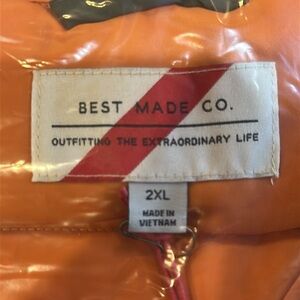 BEST MADE CO.
OUTFITTING THE EXTRAORDINARY LIFE
2XL
MADE IN
VIETNAM